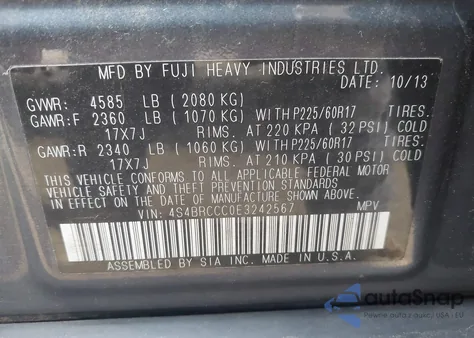 MFD BY FUJI HEAVY INDUSTRIES LTD.
DATE: 10/13
GVWR: 4585 LB (2080 KG)
GAWR:F 2360 LB (1070 KG) WITH P225/60R17 TIRES.
17X7J RIMS. AT 220 KPA (32 PSI) COLD
GAWR:R 2340 LB (1060 KG) WITH P225/60R17 TIRES.
17X7J RIMS. AT 210 KPA (30 PSI) COLD
THIS VEHICLE CONFORMS TO ALL APPLICABLE FEDERAL MOTOR
VEHICLE SAFETY AND THEFT PREVENTION STANDARDS
IN EFFECT ON THE DATE OF MANUFACTURE SHOWN ABOVE.
VIN: 4S4BRCCC0E3242567 MPV
ASSEMBLED BY SIA INC. MADE IN U.S.A.
autoSnap